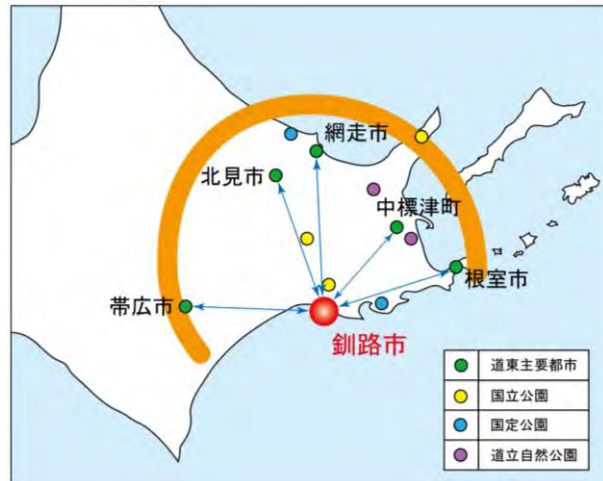 網走市
北見市
中標津町
根室市
帯広市
釧路市
道東主要都市
国立公園
国定公園
道立自然公園